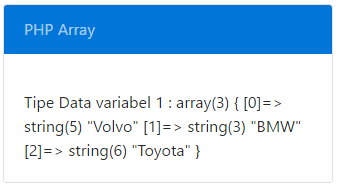 PHP Array
Tipe Data variabel 1 : array(3) { [0]=>
string(5) "Volvo" [1]=> string(3) "BMW"
[2]=> string(6) "Toyota" }